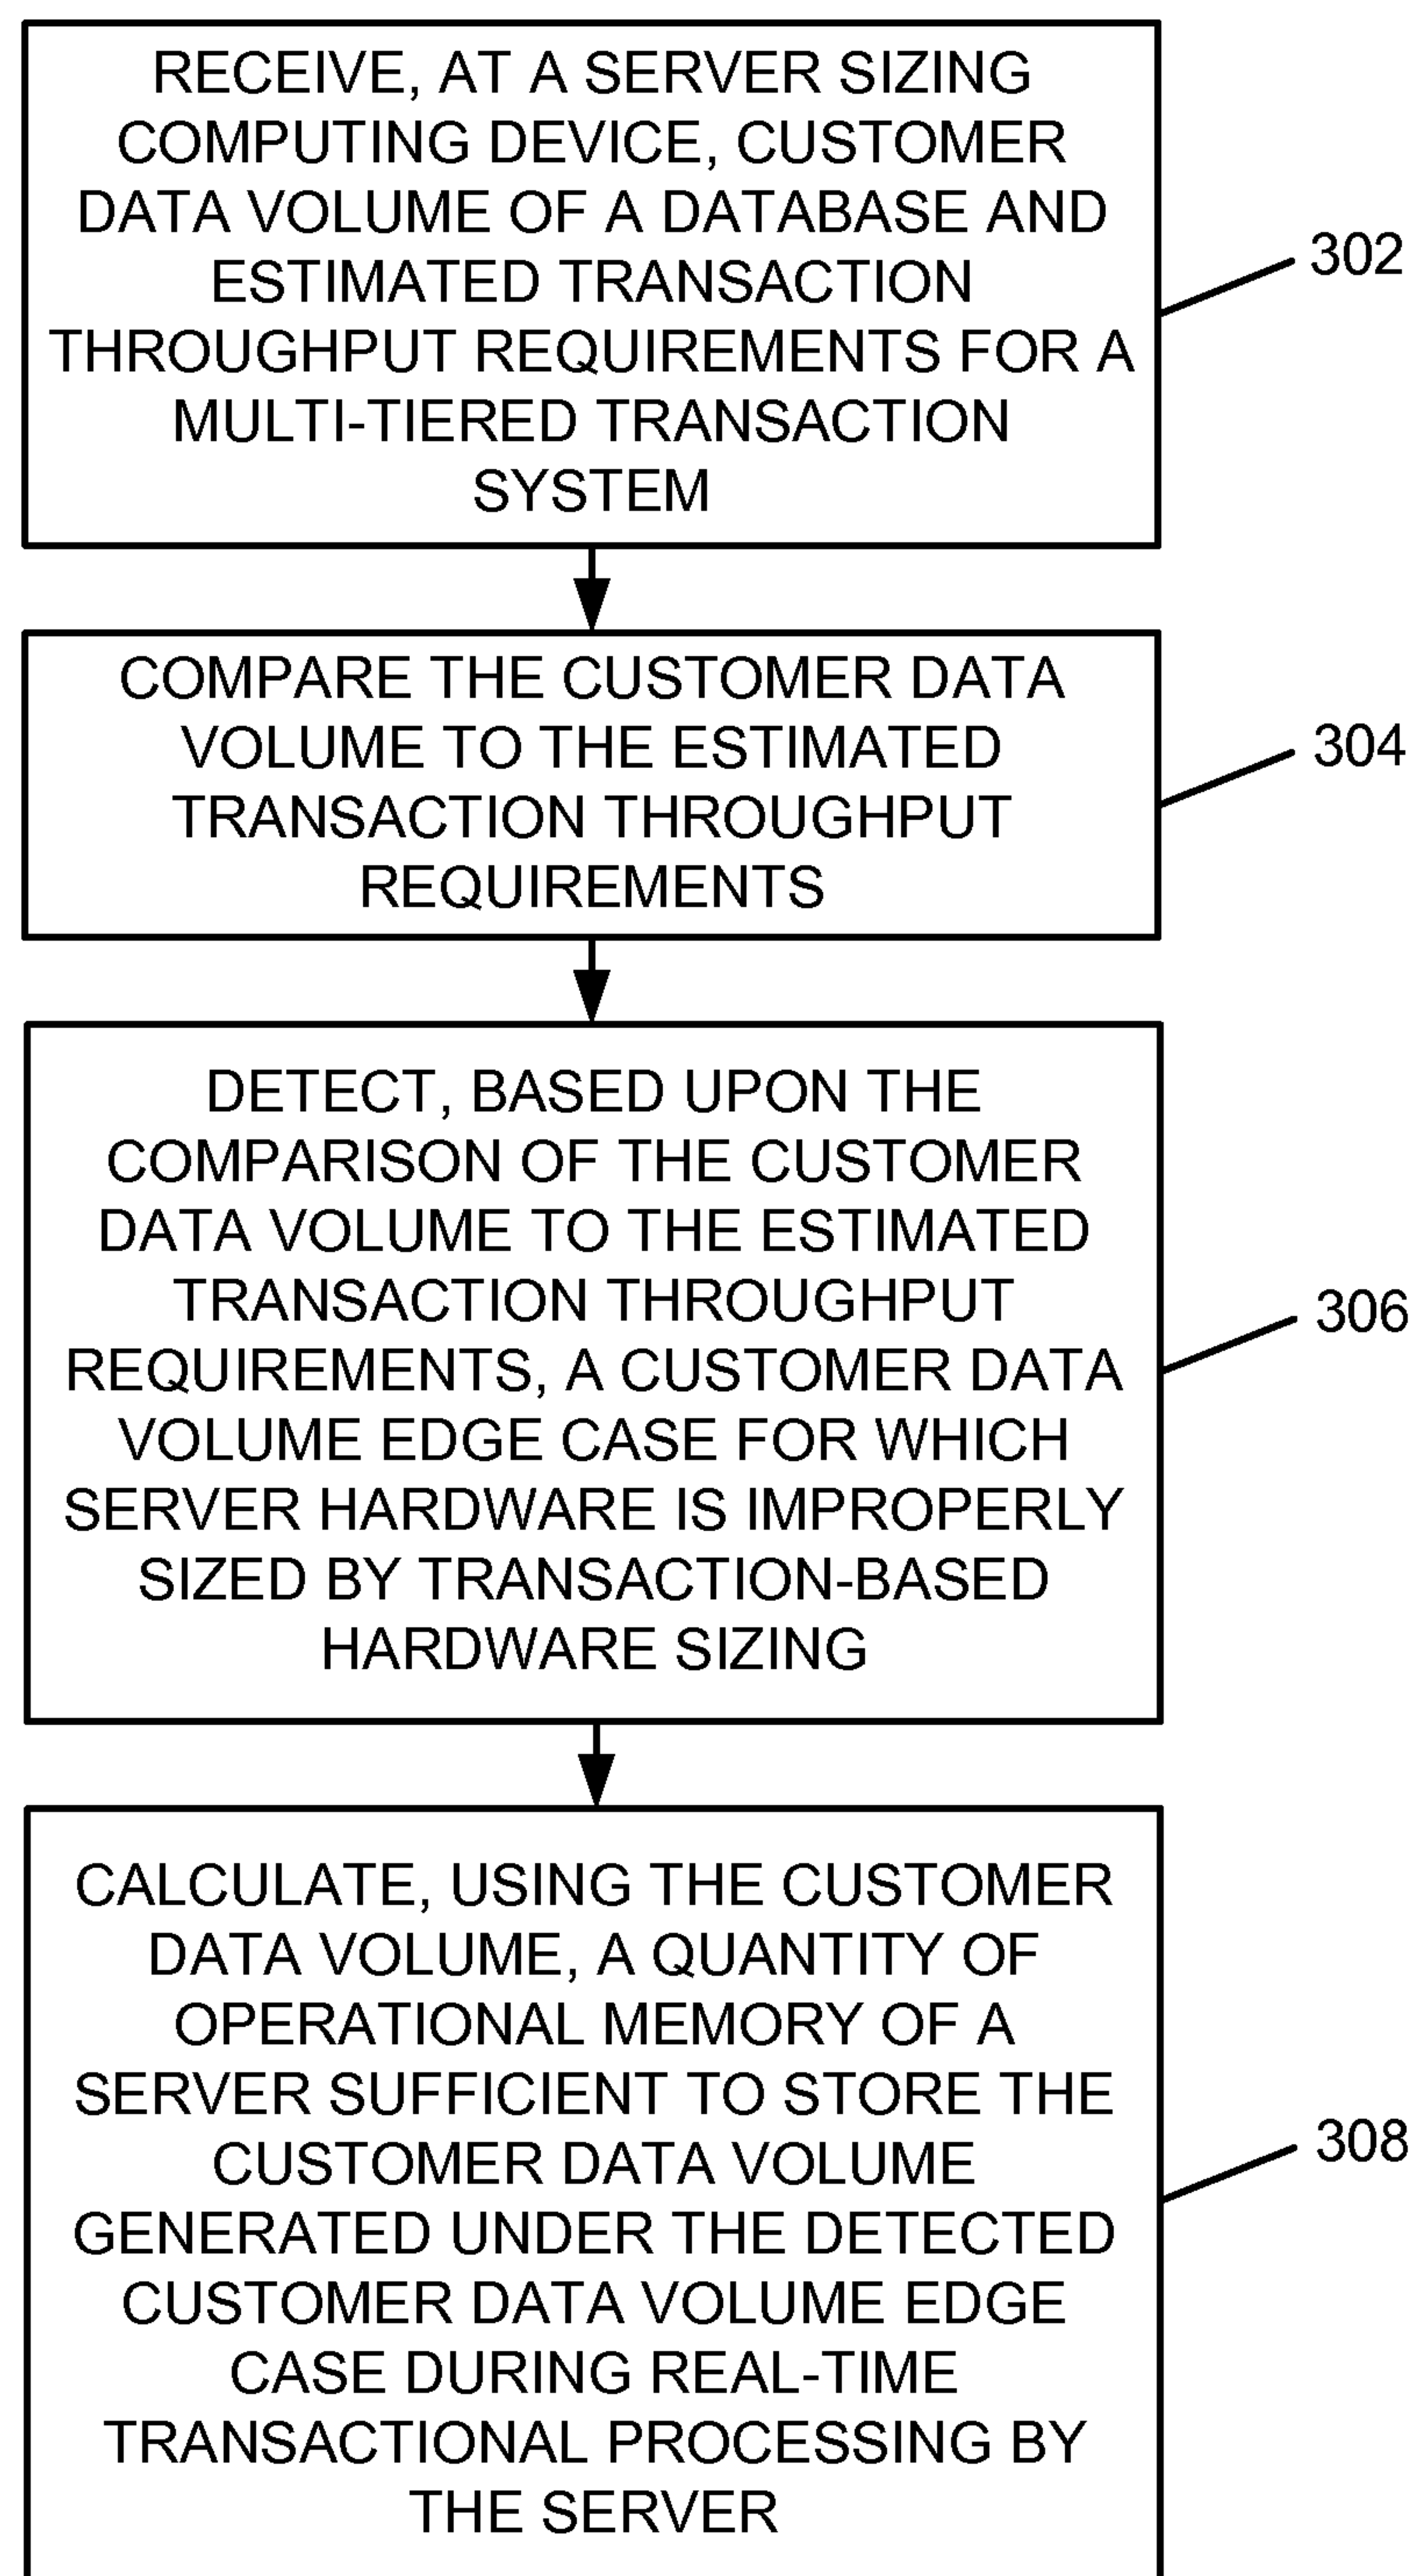 RECEIVE, AT A SERVER SIZING
COMPUTING DEVICE, CUSTOMER
DATA VOLUME OF A DATABASE AND
ESTIMATED TRANSACTION
THROUGHPUT REQUIREMENTS FOR A
MULTI-TIERED TRANSACTION
SYSTEM
302
COMPARE THE CUSTOMER DATA
VOLUME TO THE ESTIMATED
TRANSACTION THROUGHPUT
REQUIREMENTS
304
DETECT, BASED UPON THE
COMPARISON OF THE CUSTOMER
DATA VOLUME TO THE ESTIMATED
TRANSACTION THROUGHPUT
REQUIREMENTS, A CUSTOMER DATA
VOLUME EDGE CASE FOR WHICH
SERVER HARDWARE IS IMPROPERLY
SIZED BY TRANSACTION-BASED
HARDWARE SIZING
306
CALCULATE, USING THE CUSTOMER
DATA VOLUME, A QUANTITY OF
OPERATIONAL MEMORY OF A
SERVER SUFFICIENT TO STORE THE
CUSTOMER DATA VOLUME
GENERATED UNDER THE DETECTED
CUSTOMER DATA VOLUME EDGE
CASE DURING REAL-TIME
TRANSACTIONAL PROCESSING BY
THE SERVER
308